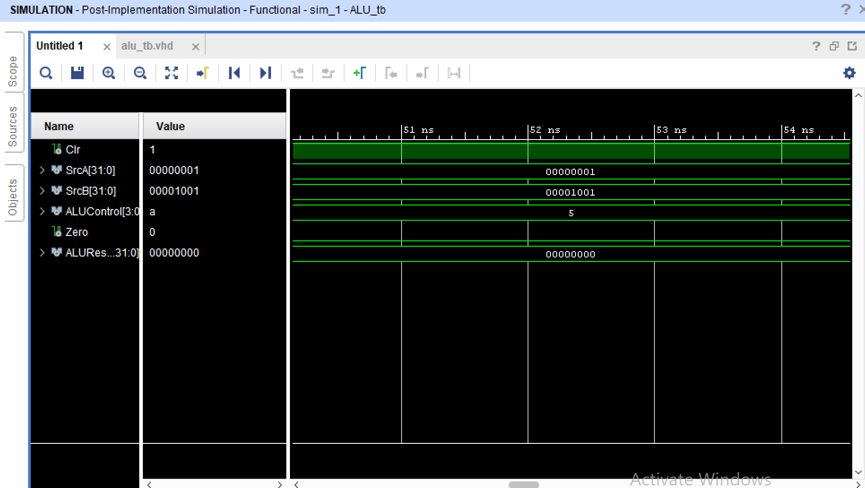 SIMULATION - Post-Implementation Simulation - Functional - sim_1 - ALU_tb ?
Scope
Sources
Objects
Untitled 1 alu_tb.vhd ?
Name Value
51 ns 52 ns 53 ns 54 ns
Clr 1
SrcA[31:0] 00000001 00000001
SrcB[31:0] 00001001 00001001
ALUControl[3:0 a 5
Zero 0
ALURes...31:0] 00000000 00000000
Activate Windows